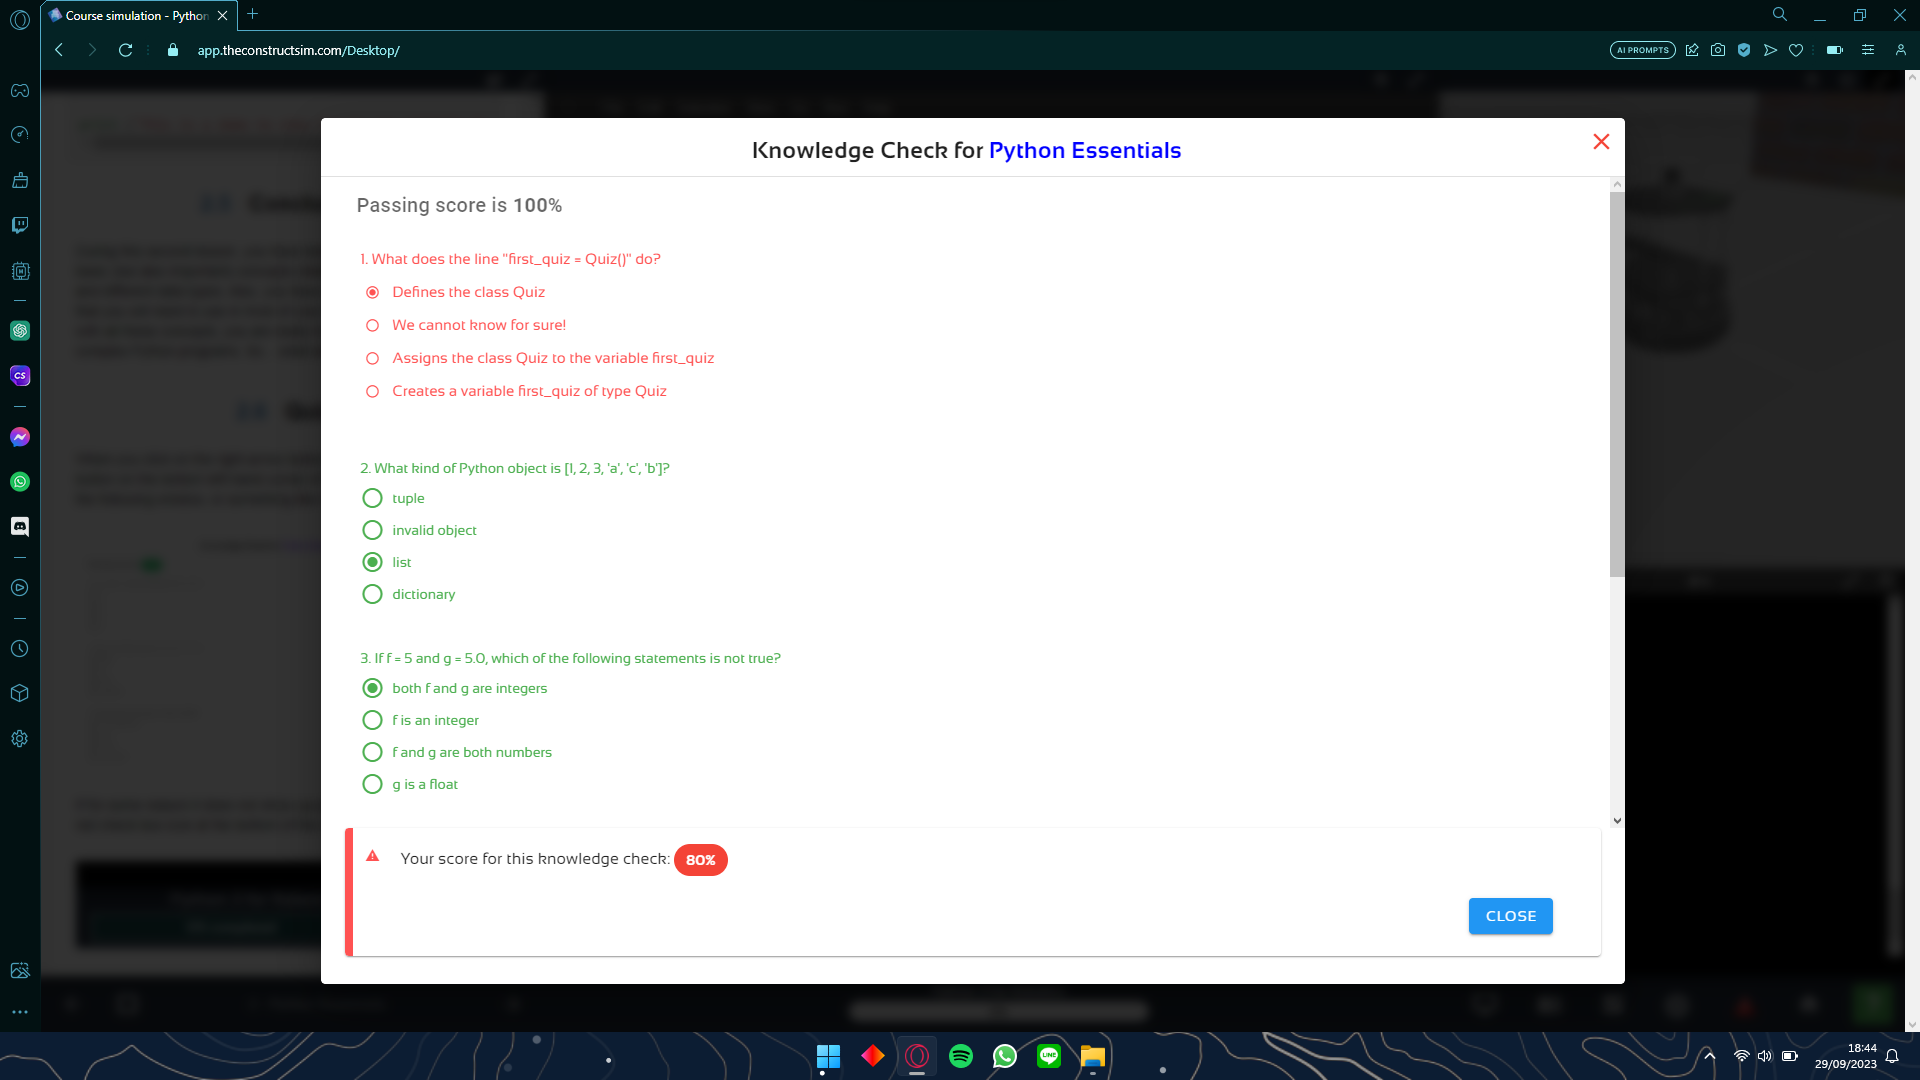 Course simulation - Python
app.theconstructsim.com/Desktop/
AI PROMPTS
Knowledge Check for Python Essentials
Passing score is 100%
1. What does the line "first_quiz = Quiz()" do?
Defines the class Quiz
We cannot know for sure!
Assigns the class Quiz to the variable first_quiz
Creates a variable first_quiz of type Quiz
2. What kind of Python object is [1, 2, 3, 'a', 'c', 'b']?
tuple
invalid object
list
dictionary
3. If f = 5 and g = 5.0, which of the following statements is not true?
both f and g are integers
f is an integer
f and g are both numbers
g is a float
Your score for this knowledge check: 80%
CLOSE
CS
LINE
18:44
29/09/2023